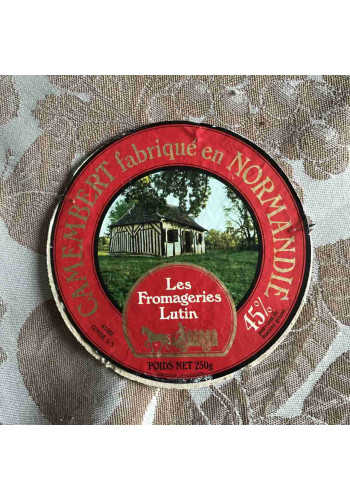 CAMEMBERT fabriqué en NORMANDIE
Les
Fromageries
Lutin
45%
POIDS NET 250g